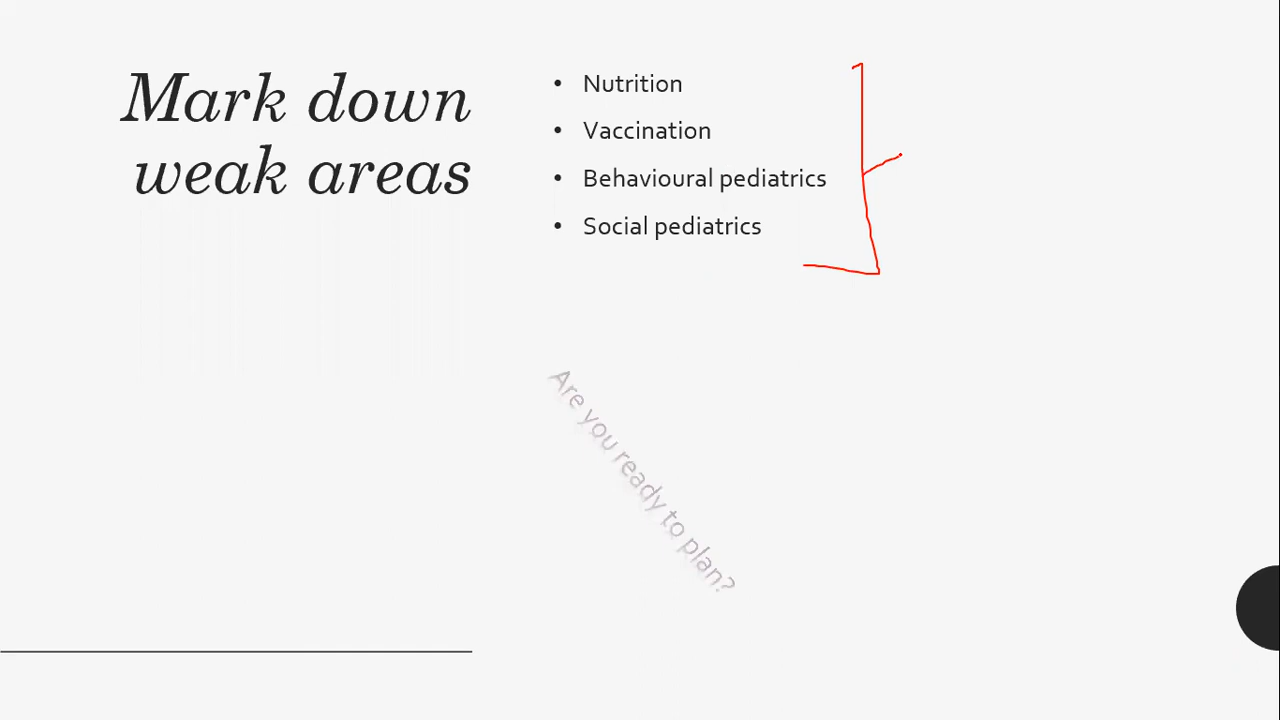 Mark down
weak areas
• Nutrition
• Vaccination
• Behavioural pediatrics
• Social pediatrics
Are you ready to plan?